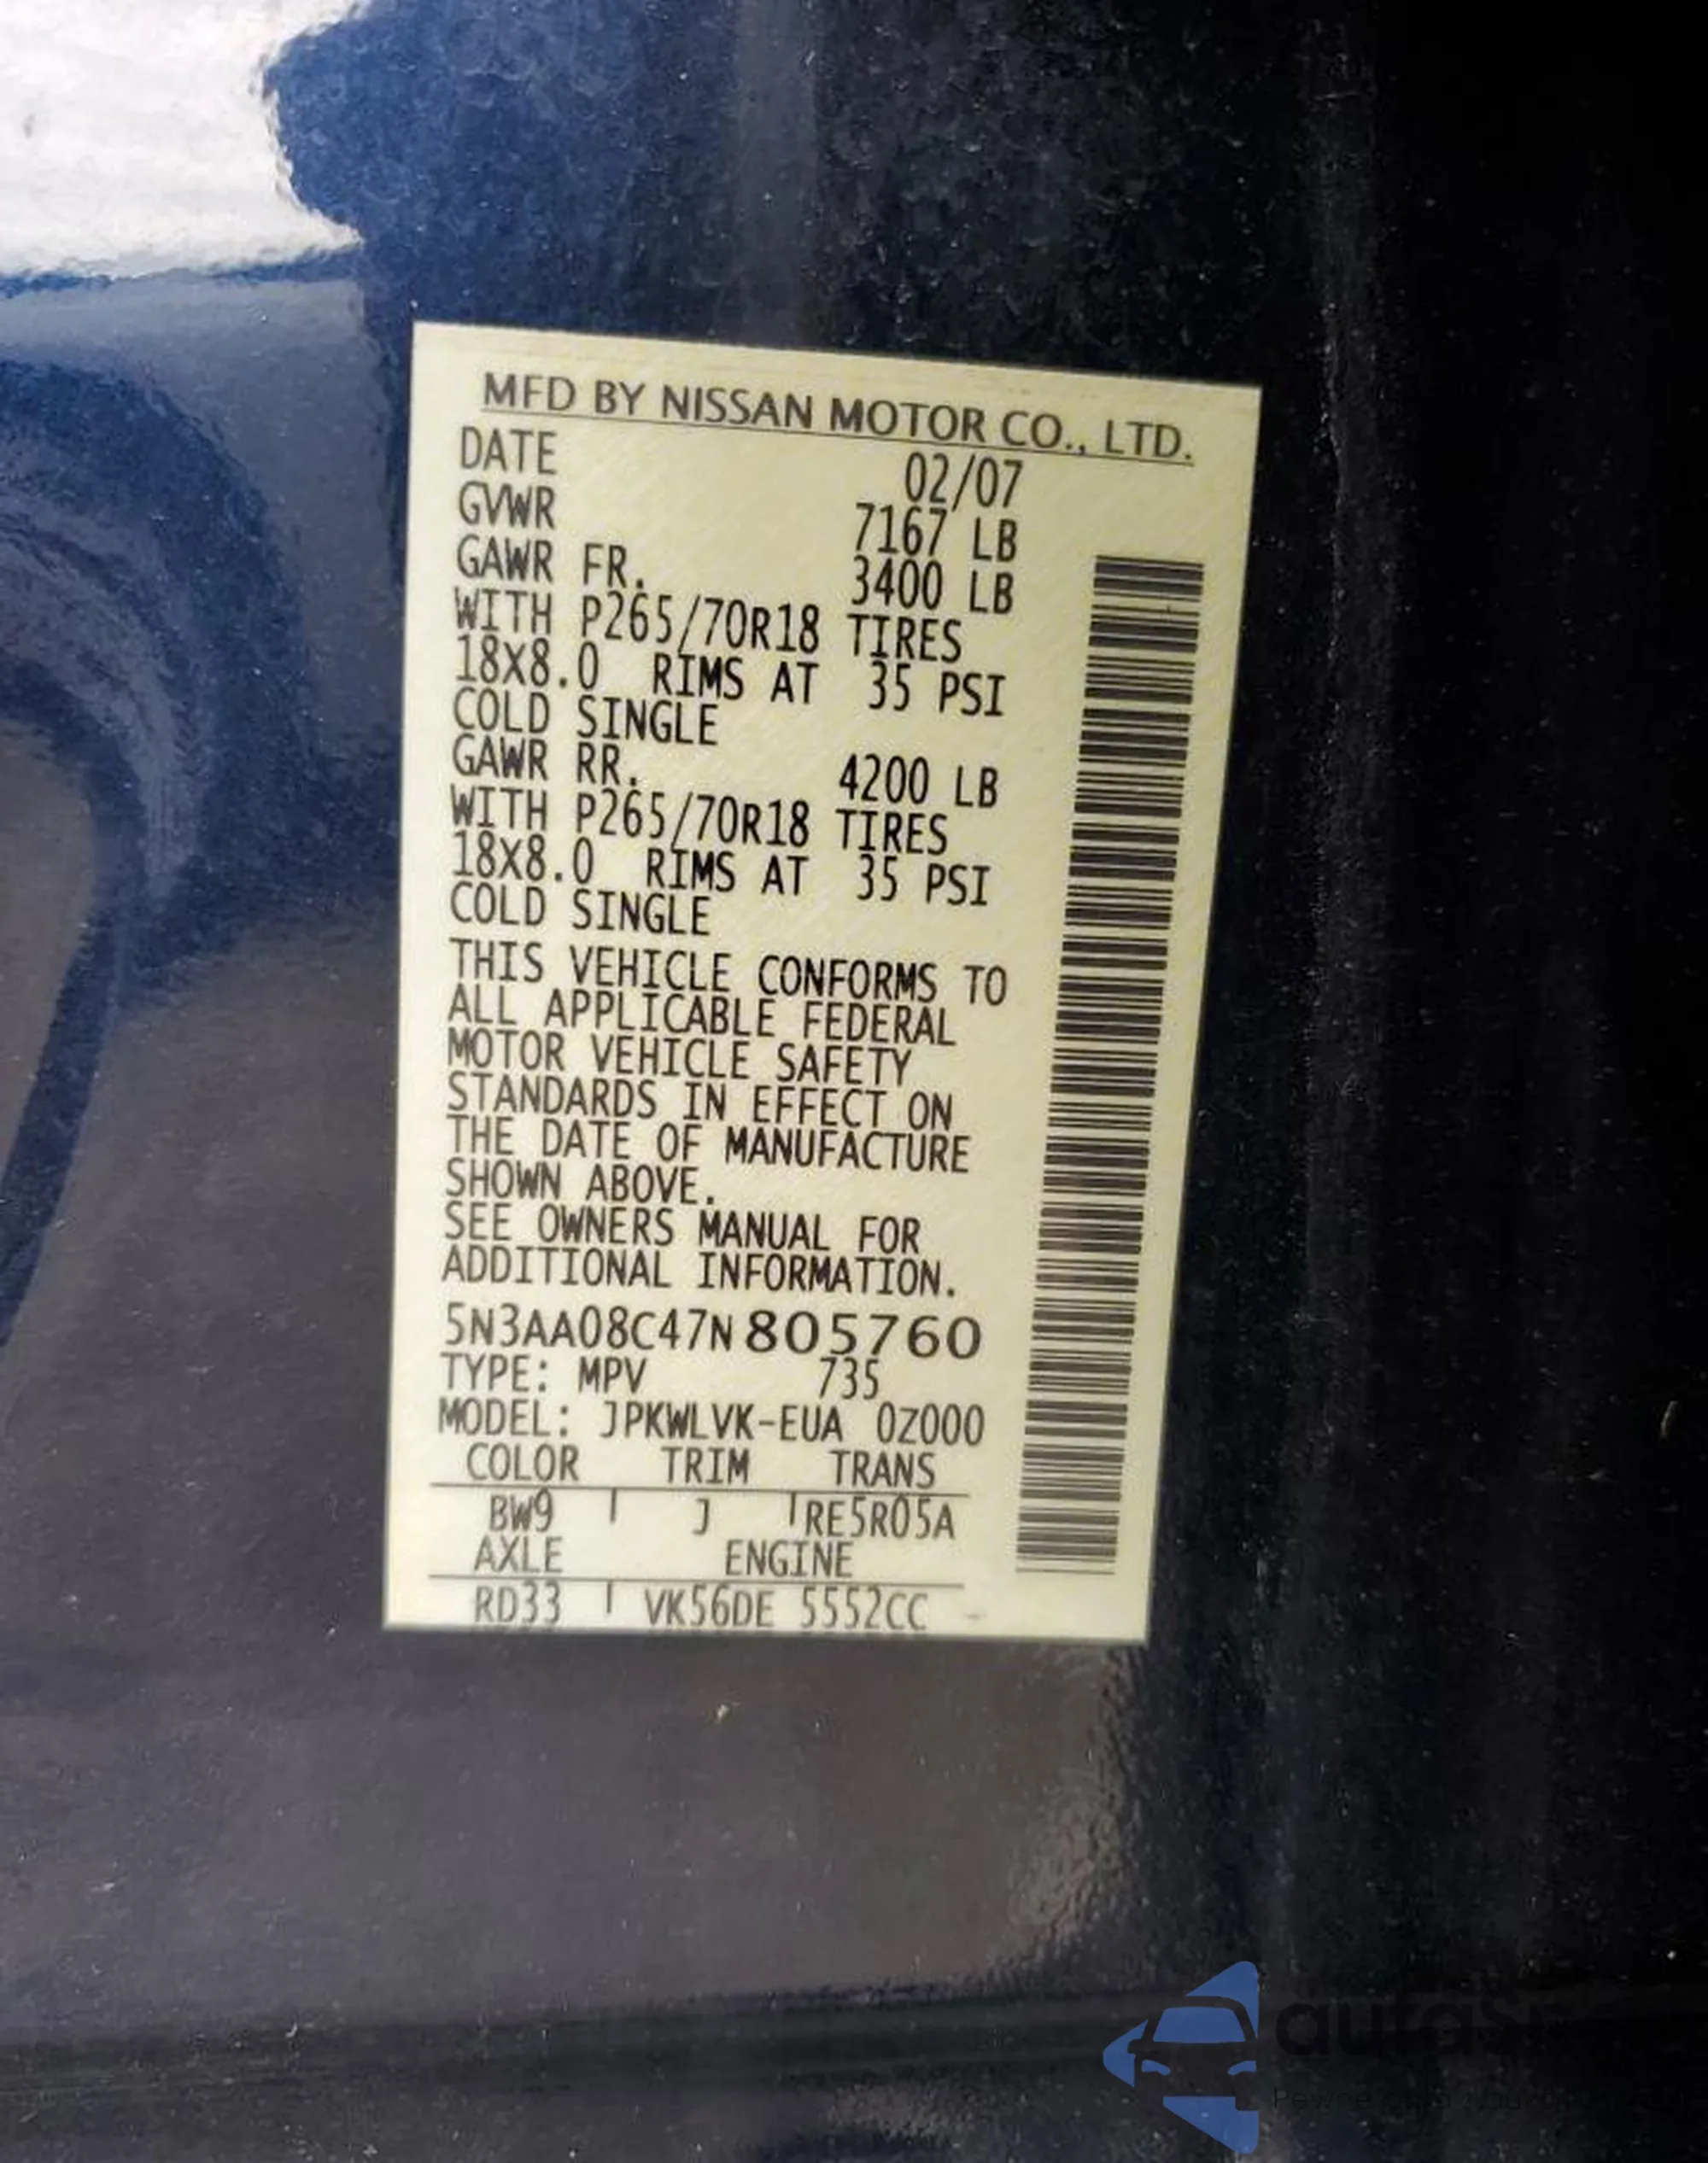 MFD BY NISSAN MOTOR CO., LTD.
DATE 02/07
GVWR 7167 LB
GAWR FR. 3400 LB
WITH P265/70R18 TIRES
18X8.0 RIMS AT 35 PSI
COLD SINGLE
GAWR RR. 4200 LB
WITH P265/70R18 TIRES
18X8.0 RIMS AT 35 PSI
COLD SINGLE
THIS VEHICLE CONFORMS TO
ALL APPLICABLE FEDERAL
MOTOR VEHICLE SAFETY
STANDARDS IN EFFECT ON
THE DATE OF MANUFACTURE
SHOWN ABOVE.
SEE OWNERS MANUAL FOR
ADDITIONAL INFORMATION.
5N3AA08C47N805760
TYPE: MPV 735
MODEL: JPKWLVK-EUA 0Z000
COLOR TRIM TRANS
BW9 J RE5R05A
AXLE ENGINE
RD33 VK56DE 5552CC